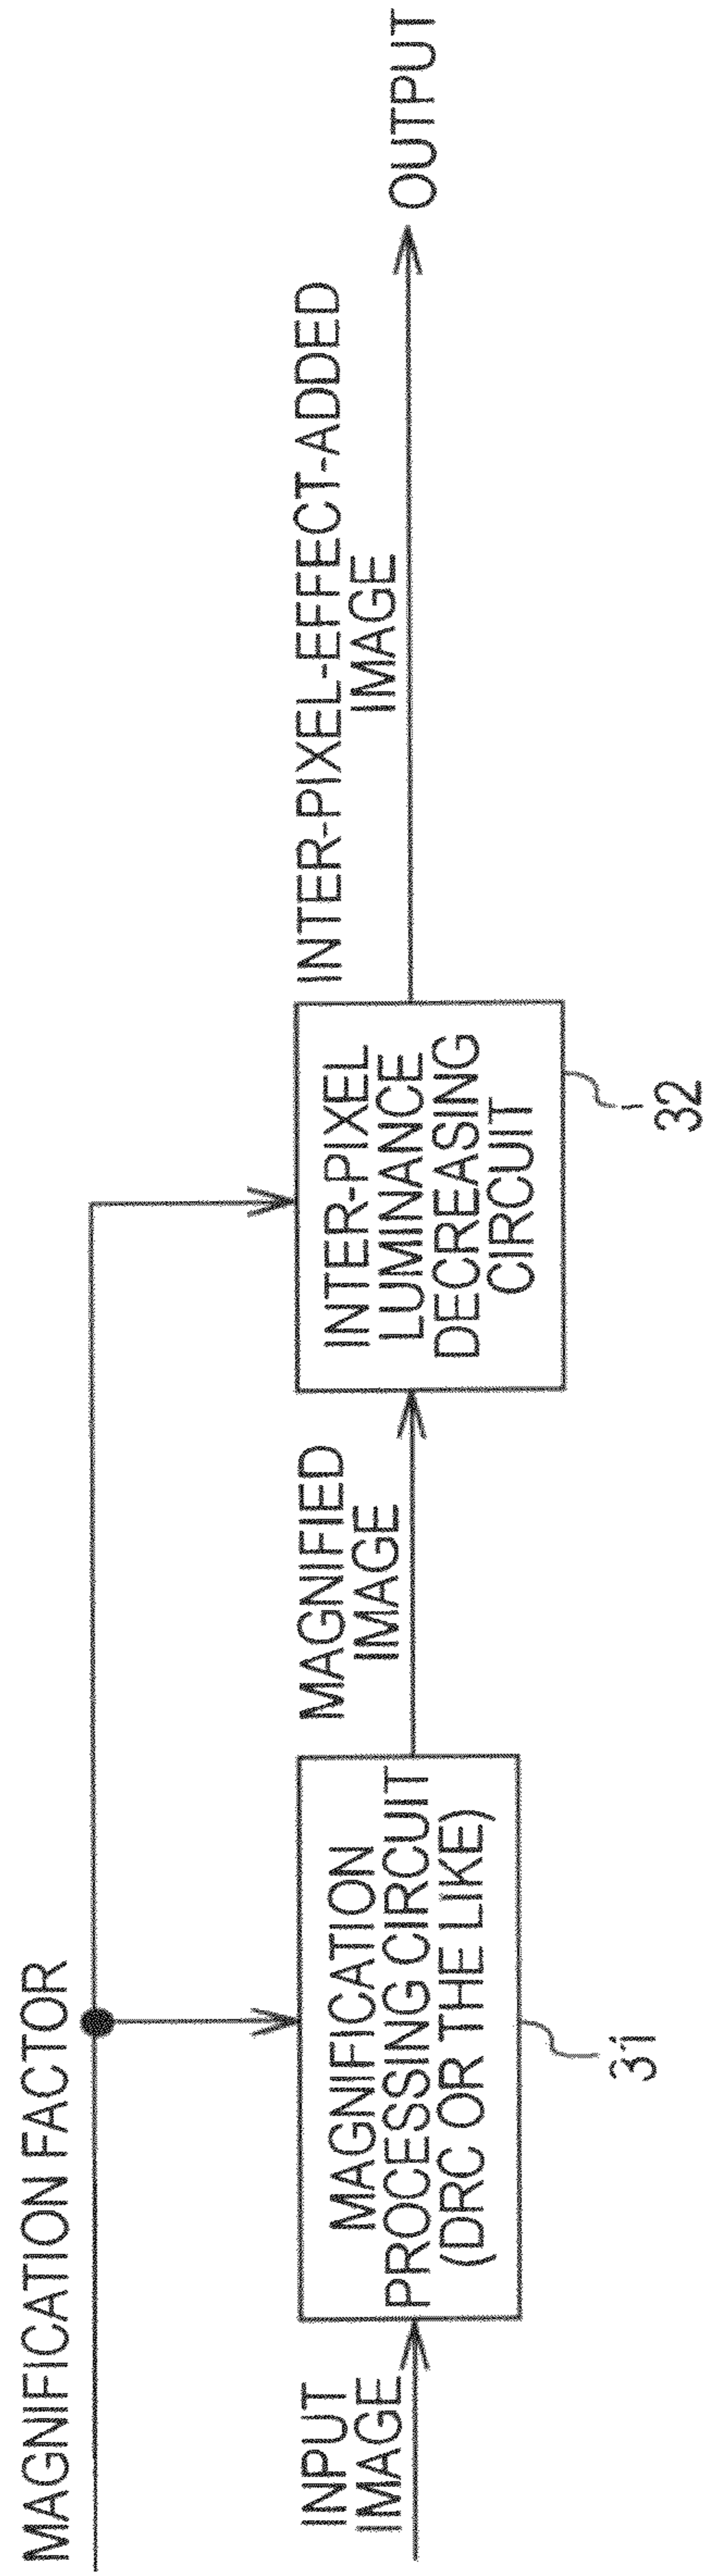 MAGNIFICATION FACTOR
INPUT
IMAGE
MAGNIFICATION
PROCESSING CIRCUIT
(DRC OR THE LIKE)
31
MAGNIFIED
IMAGE
INTER-PIXEL
LUMINANCE
DECREASING
CIRCUIT
32
INTER-PIXEL-EFFECT-ADDED
IMAGE
OUTPUT